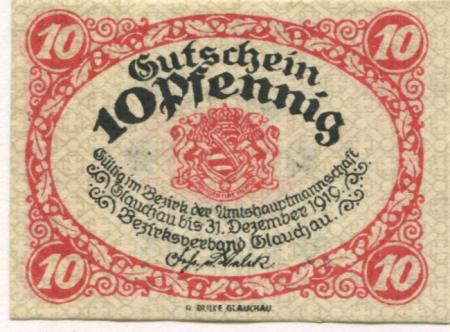 10 10
Gutschein
10 Pfennig
Gültig im Bezirk der Amtshauptmannschaft
Glauchau bis 31. Dezember 1919.
Bezirksverband Glauchau.
10 10
DULCE GLAUCHAU